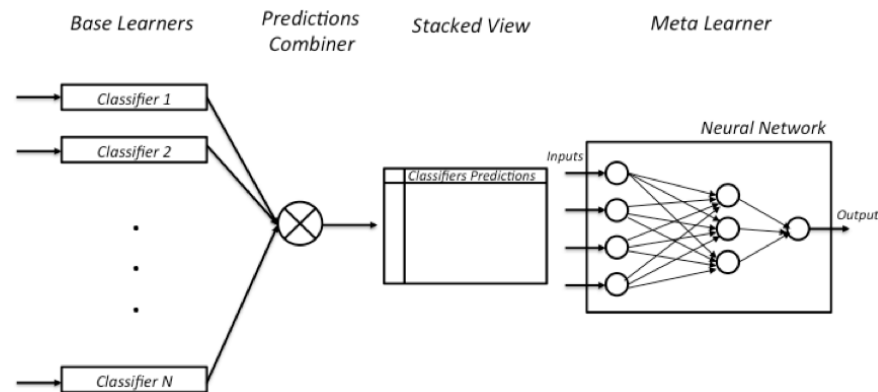 Base Learners
Predictions
Combiner
Stacked View
Meta Learner
Classifier 1
Classifier 2
Classifier N
Classifiers Predictions
Neural Network
Inputs
Output